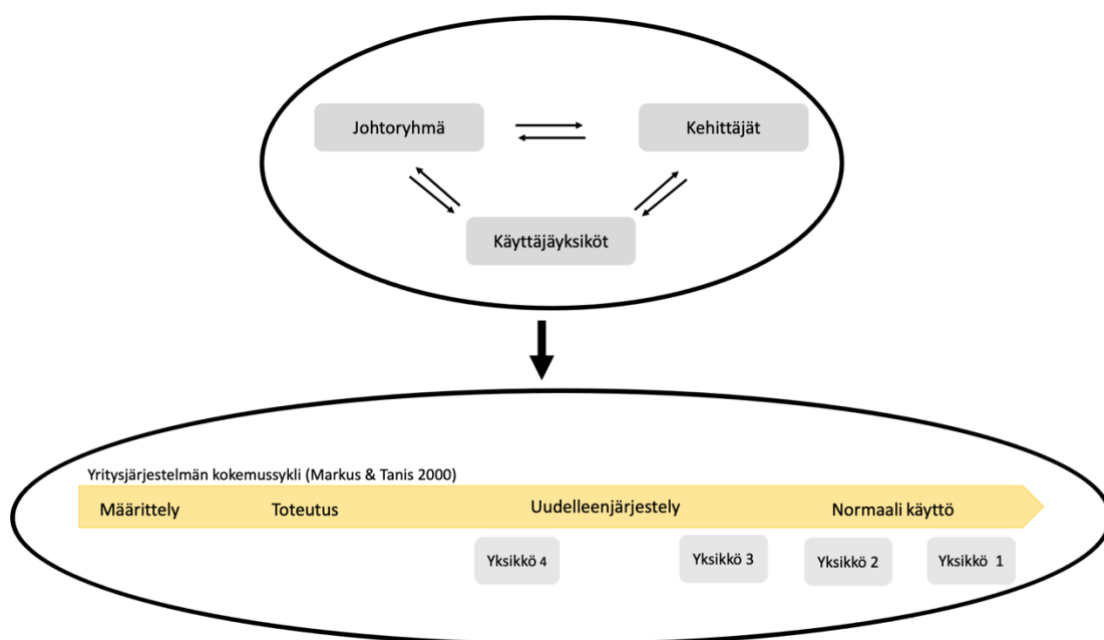 Johtoryhmä
Kehittäjät
Käyttäjäyksiköt
Yritysjärjestelmän kokemussykli (Markus & Tanis 2000)
Määrittely
Toteutus
Uudelleenjärjestely
Normaali käyttö
Yksikkö 4
Yksikkö 3
Yksikkö 2
Yksikkö 1